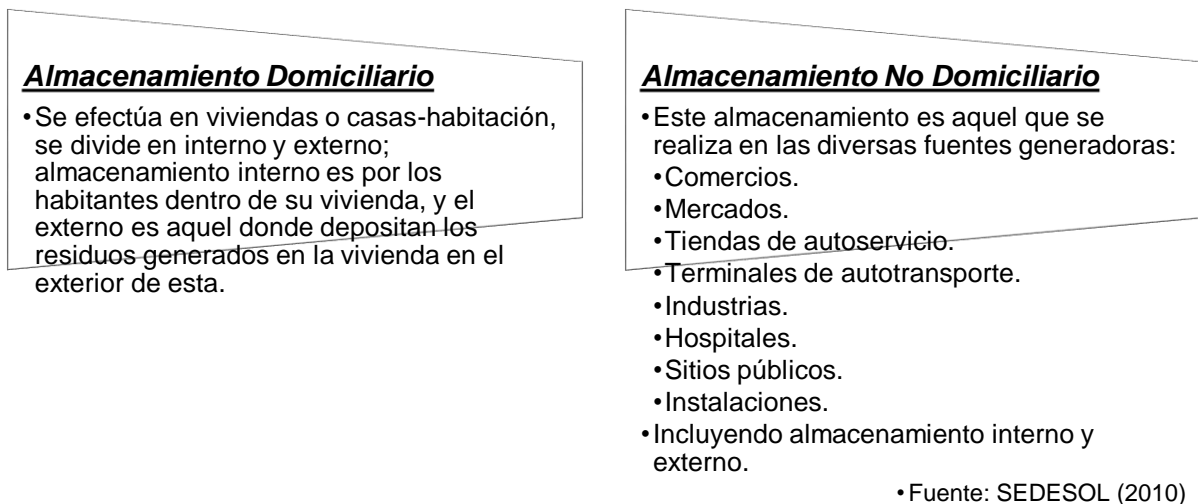 Almacenamiento Domiciliario
•Se efectúa en viviendas o casas-habitación,
se divide en interno y externo;
almacenamiento interno es por los
habitantes dentro de su vivienda, y el
externo es aquel donde depositan los
residuos generados en la vivienda en el
exterior de esta.
Almacenamiento No Domiciliario
•Este almacenamiento es aquel que se
realiza en las diversas fuentes generadoras:
•Comercios.
•Mercados.
•Tiendas de autoservicio.
•Terminales de autotransporte.
•Industrias.
•Hospitales.
•Sitios públicos.
•Instalaciones.
•Incluyendo almacenamiento interno y
externo.
•Fuente: SEDESOL (2010)